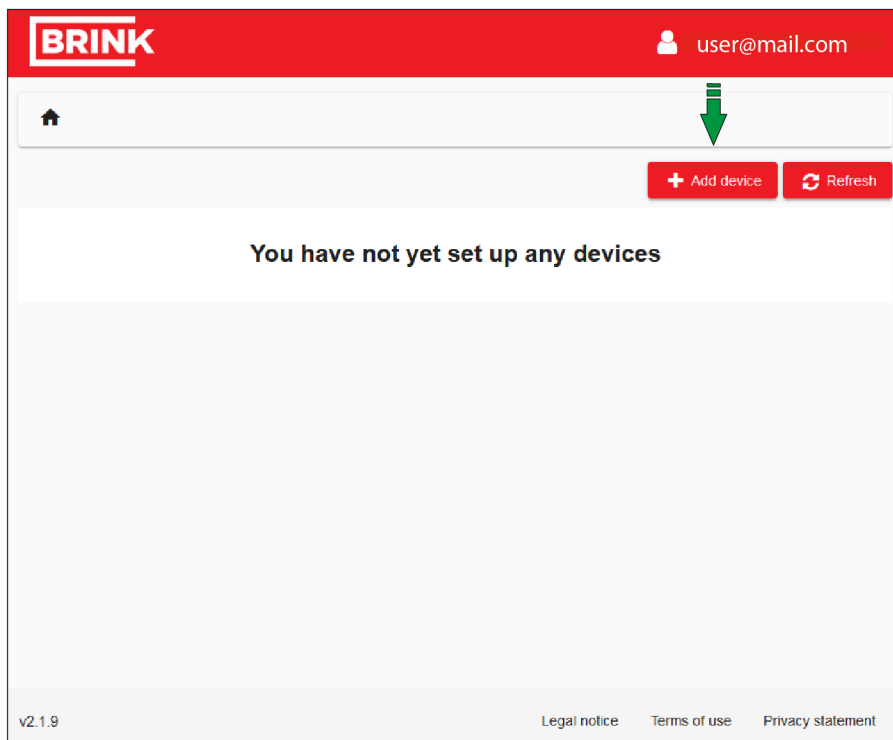 BRINK
user@mail.com
Add device
Refresh
You have not yet set up any devices
v2.1.9
Legal notice
Terms of use
Privacy statement